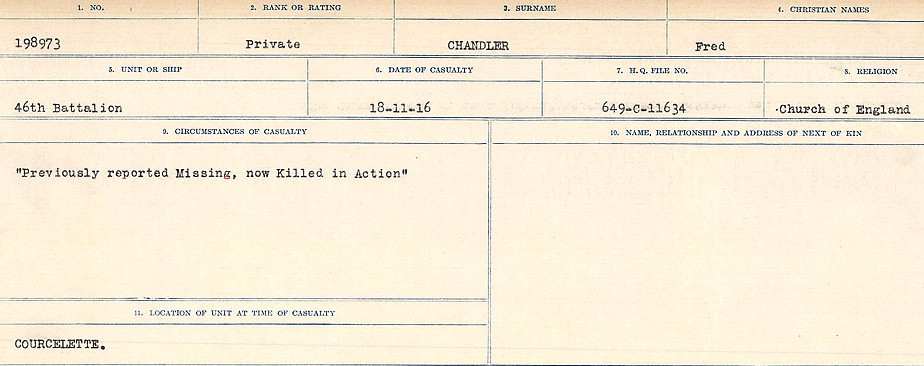 1. NO. 2. RANK OR RATING 3. SURNAME 4. CHRISTIAN NAMES
198973 Private CHANDLER Fred
5. UNIT OR SHIP 6. DATE OF CASUALTY 7. H.Q. FILE NO. 8. RELIGION
46th Battalion 18-11-16 649-C-11634 Church of England
9. CIRCUMSTANCES OF CASUALTY 10. NAME, RELATIONSHIP AND ADDRESS OF NEXT OF KIN
"Previously reported Missing, now Killed in Action"
11. LOCATION OF UNIT AT TIME OF CASUALTY
COURCELETTE.